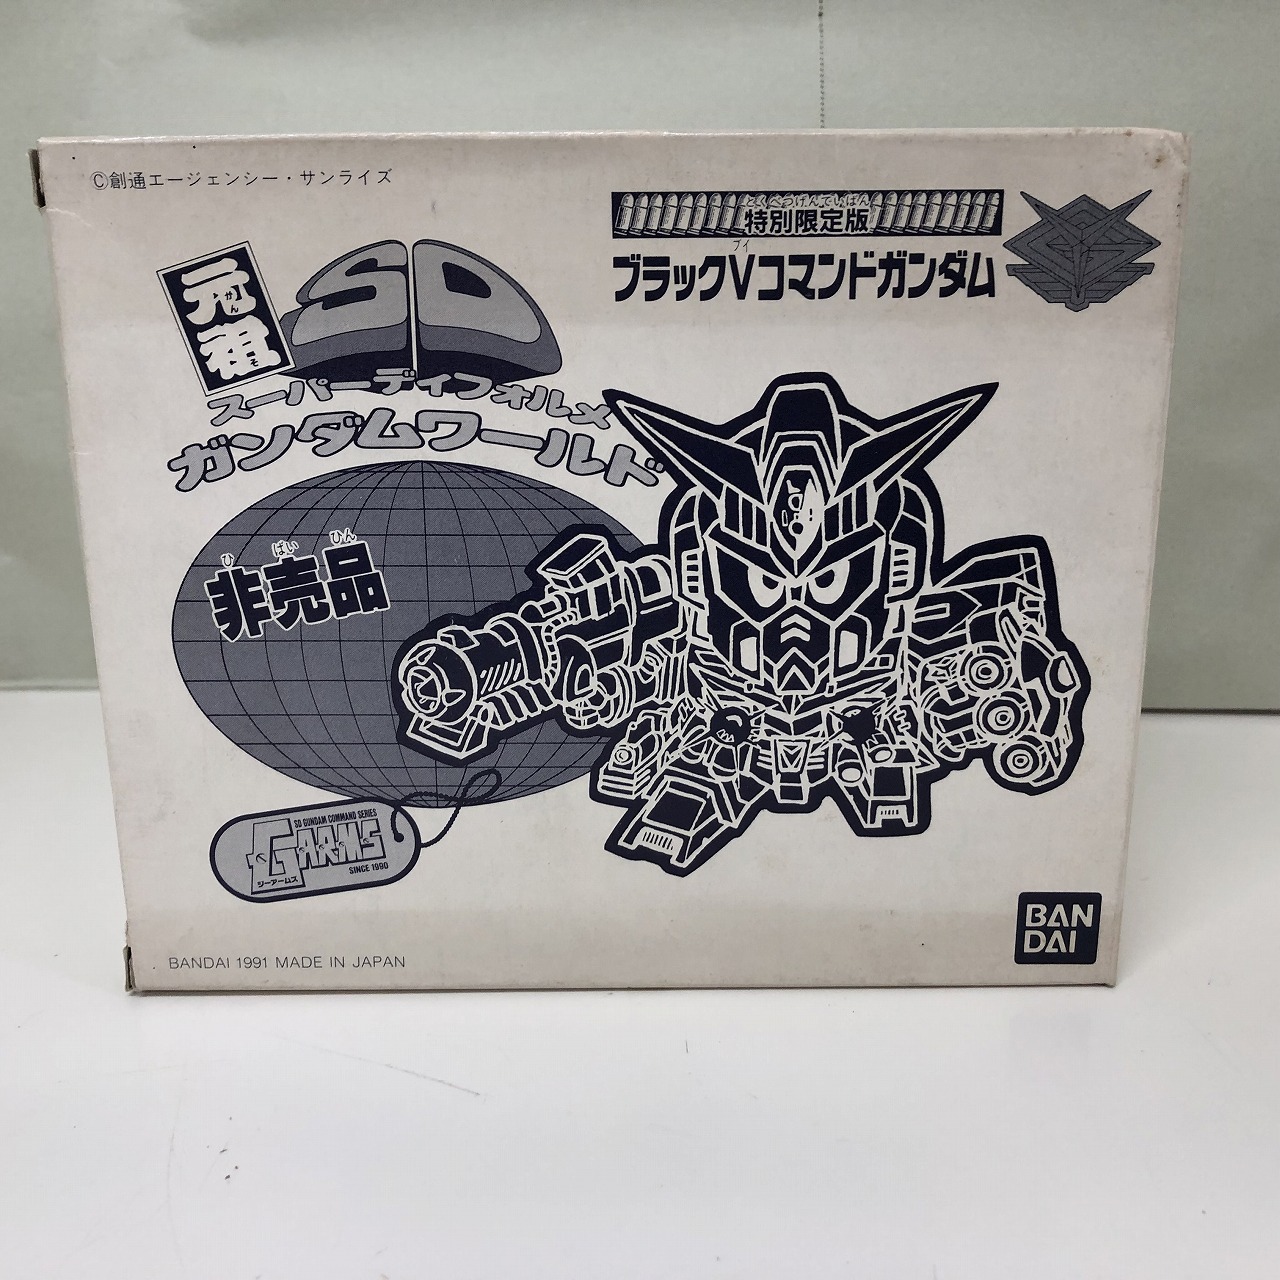 ©創通エージェンシー・サンライズ
とくべつげんていばん
特別限定版
ブイ
ブラックVコマンドガンダム
がん
元
祖
そ
SD
スーパーディフォルメ
ガンダムワールド
ひ ばい ひん
非売品
SD GUNDAM COMMAND SERIES
G-ARMS
ジーアームス
SINCE 1990
BANDAI 1991 MADE IN JAPAN
BAN
DAI